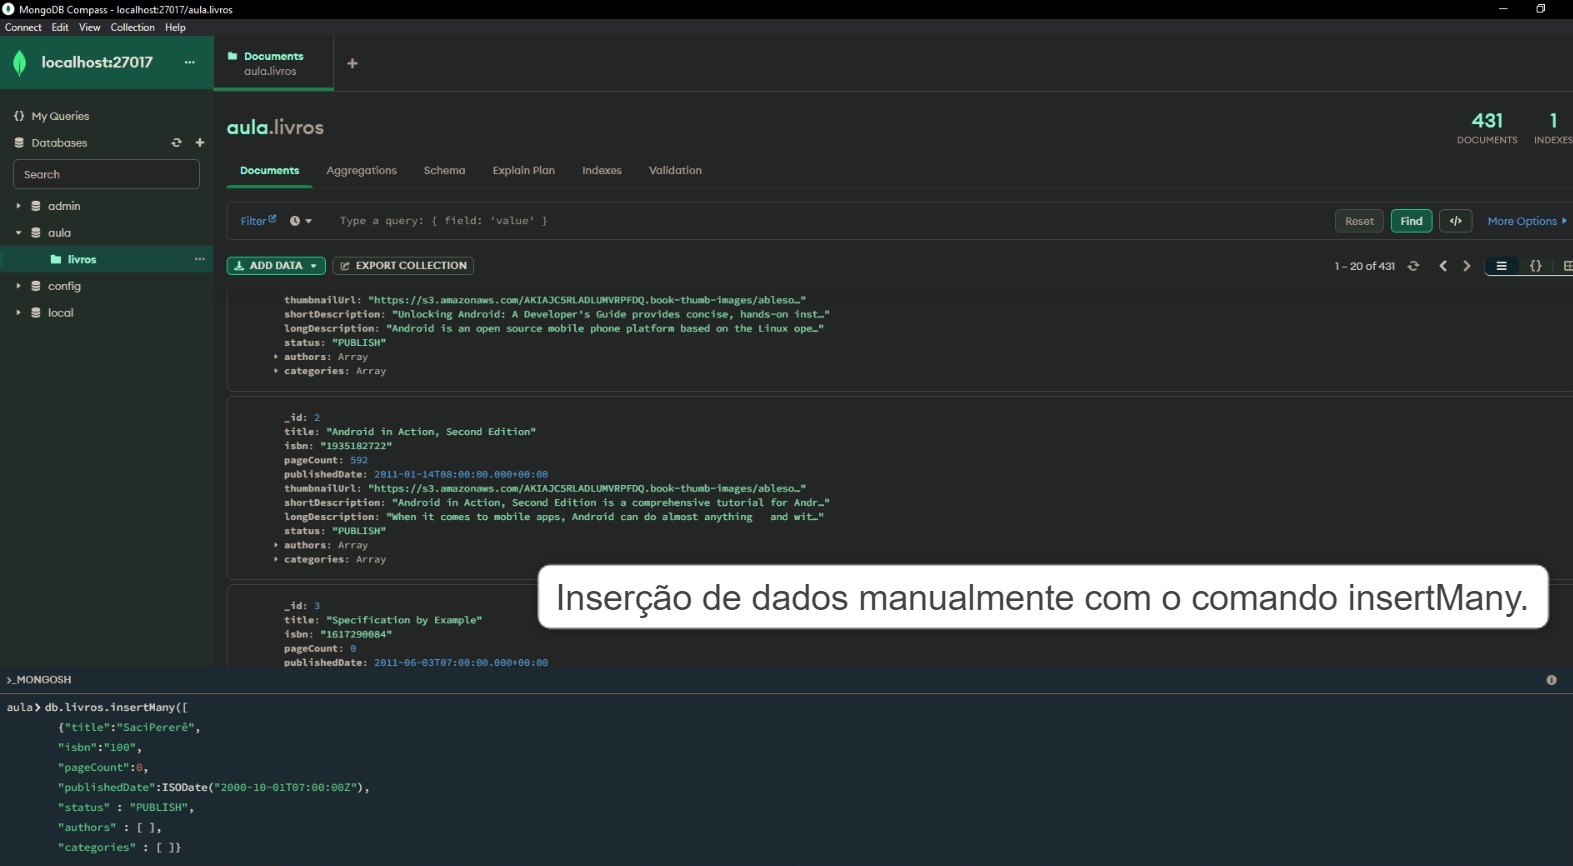 MongoDB Compass - localhost:27017/aula.livros
Connect Edit View Collection Help
localhost:27017 ...
Documents
aula.livros
+
{} My Queries
Databases
Search
admin
aula
livros ...
config
local
aula.livros
431
DOCUMENTS
1
INDEXES
Documents Aggregations Schema Explain Plan Indexes Validation
Filter Type a query: { field: 'value' } Reset Find </> More Options
ADD DATA EXPORT COLLECTION 1 – 20 of 431 {}
thumbnailUrl: "https://s3.amazonaws.com/AKIAJC5RLADLUMVRPFDQ.book-thumb-images/ableso…"
shortDescription: "Unlocking Android: A Developer's Guide provides concise, hands-on inst…"
longDescription: "Android is an open source mobile phone platform based on the Linux ope…"
status: "PUBLISH"
authors: Array
categories: Array
_id: 2
title: "Android in Action, Second Edition"
isbn: "1935182722"
pageCount: 592
publishedDate: 2011-01-14T08:00:00.000+00:00
thumbnailUrl: "https://s3.amazonaws.com/AKIAJC5RLADLUMVRPFDQ.book-thumb-images/ableso…"
shortDescription: "Android in Action, Second Edition is a comprehensive tutorial for Andr…"
longDescription: "When it comes to mobile apps, Android can do almost anything   and wit…"
status: "PUBLISH"
authors: Array
categories: Array
_id: 3
title: "Specification by Example"
isbn: "1617290084"
pageCount: 0
publishedDate: 2011-06-03T07:00:00.000+00:00
Inserção de dados manualmente com o comando insertMany.
>_MONGOSH
aula> db.livros.insertMany([
{"title":"SaciPererê",
"isbn":"100",
"pageCount":0,
"publishedDate":ISODate("2000-10-01T07:00:00Z"),
"status" : "PUBLISH",
"authors" : [ ],
"categories" : [ ]}